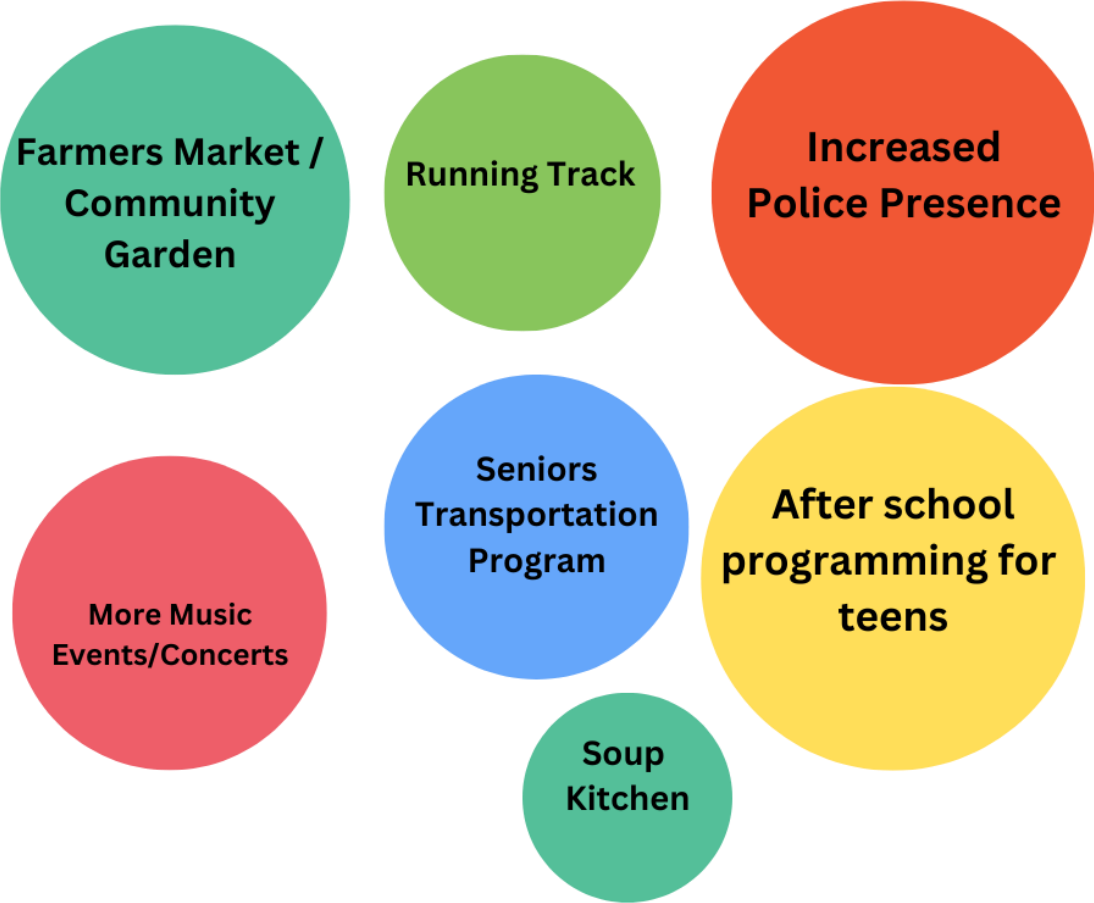 Farmers Market /
Community
Garden
Running Track
Increased
Police Presence
More Music
Events/Concerts
Seniors
Transportation
Program
After school
programming for
teens
Soup
Kitchen